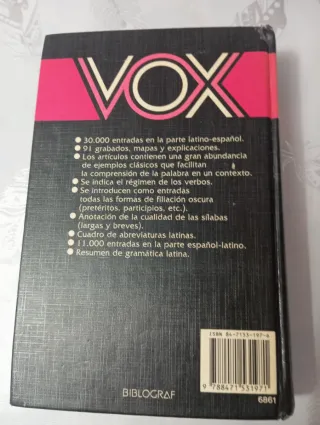 VOX
● 30.000 entradas en la parte latino-español.
● 91 grabados, mapas y explicaciones.
● Los artículos contienen una gran abundancia
de ejemplos clásicos que facilitan
la comprensión de la palabra en un contexto.
● Se indica el régimen de los verbos.
● Se introducen como entradas
todas las formas de filiación oscura
(pretéritos, participios, etc.).
● Anotación de la cualidad de las sílabas
(largas y breves).
● Cuadro de abreviaturas latinas.
● 11.000 entradas en la parte español-latino.
● Resumen de gramática latina.
ISBN 84-7153-197-6
9 788471 531971
BIBLOGRAF
6861